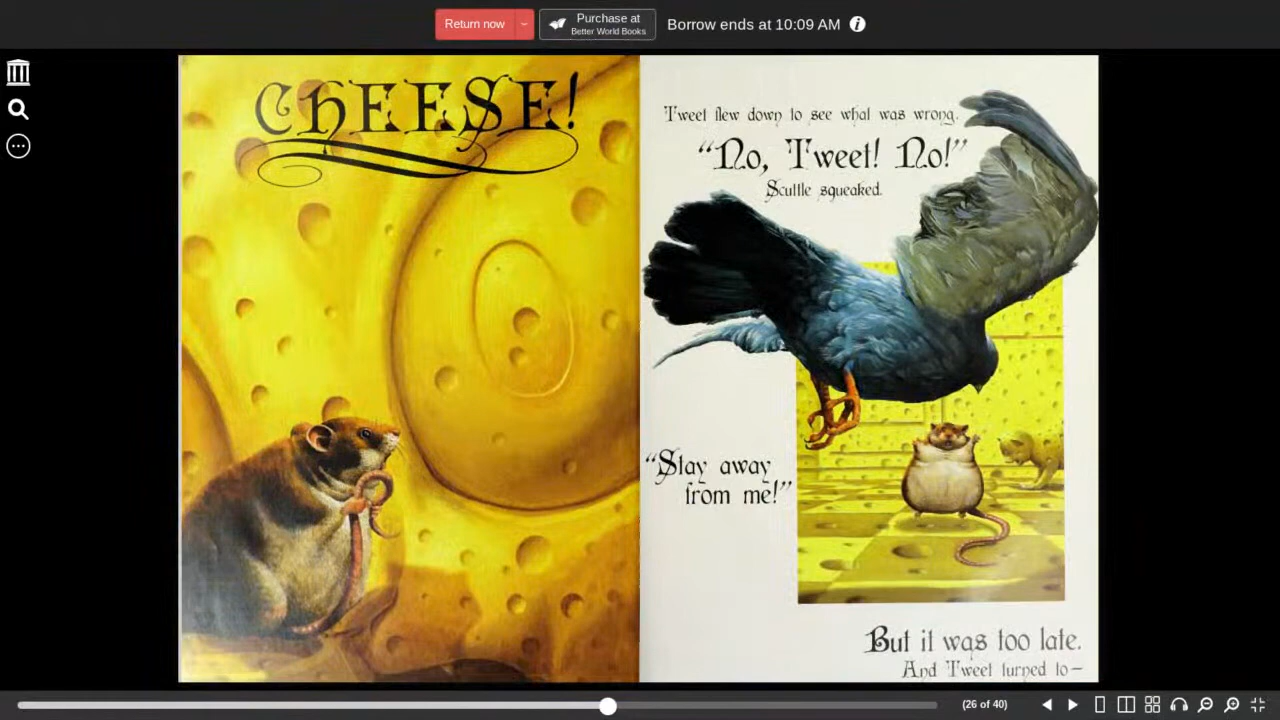 Return now
Purchase at
Better World Books
Borrow ends at 10:09 AM
CHEESE!
Tweet flew down to see what was wrong.
“No, Tweet! No!”
Scuttle squeaked.
“Stay away
from me!”
But it was too late.
And Tweet turned to—
(26 of 40)